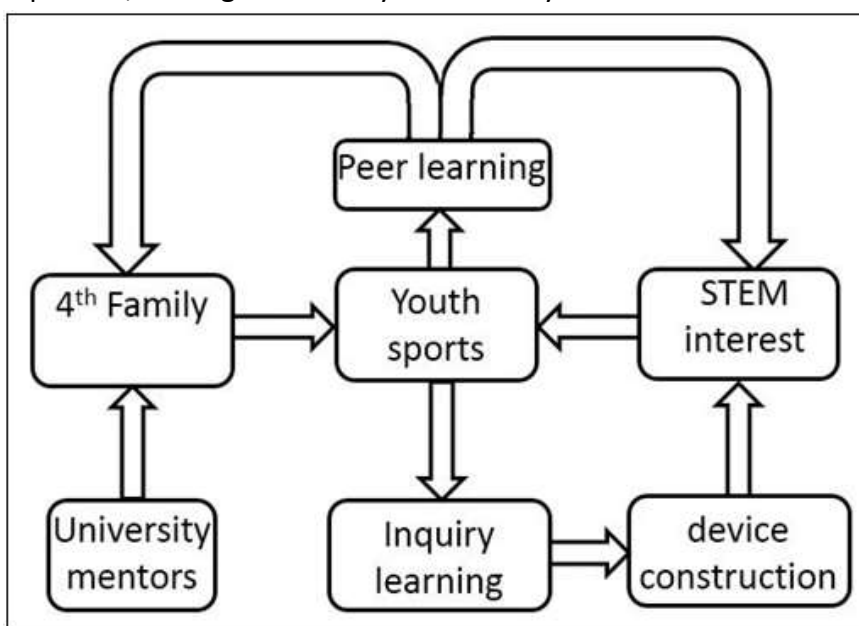 Peer learning
4th Family
Youth
sports
STEM
interest
University
mentors
Inquiry
learning
device
construction